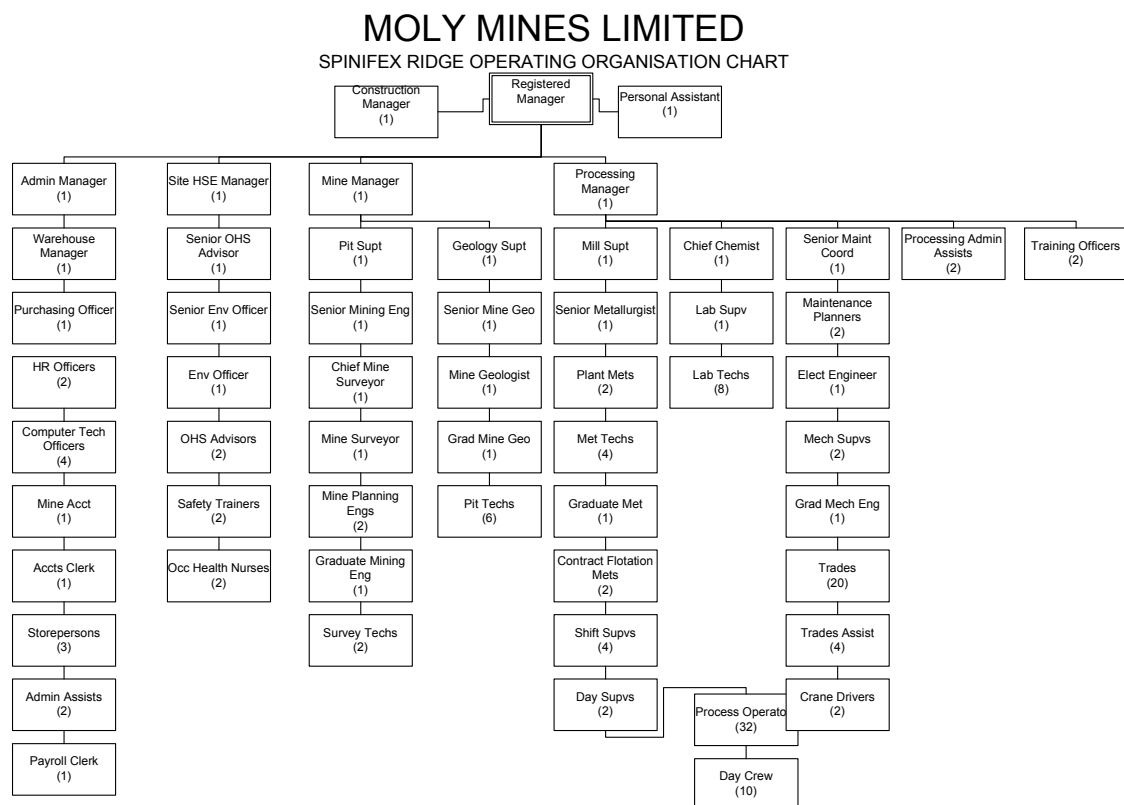 MOLY MINES LIMITED
SPINIFEX RIDGE OPERATING ORGANISATION CHART
Construction
Manager
(1)
Registered
Manager
Personal Assistant
(1)
Admin Manager
(1)
Site HSE Manager
(1)
Mine Manager
(1)
Processing
Manager
(1)
Warehouse
Manager
(1)
Senior OHS
Advisor
(1)
Pit Supt
(1)
Geology Supt
(1)
Mill Supt
(1)
Chief Chemist
(1)
Senior Maint
Coord
(1)
Processing Admin
Assists
(2)
Training Officers
(2)
Purchasing Officer
(1)
Senior Env Officer
(1)
Senior Mining Eng
(1)
Senior Mine Geo
(1)
Senior Metallurgist
(1)
Lab Supv
(1)
Maintenance
Planners
(2)
HR Officers
(2)
Env Officer
(1)
Chief Mine
Surveyor
(1)
Mine Geologist
(1)
Plant Mets
(2)
Lab Techs
(8)
Elect Engineer
(1)
Computer Tech
Officers
(4)
OHS Advisors
(2)
Mine Surveyor
(1)
Grad Mine Geo
(1)
Met Techs
(4)
Mech Supvs
(2)
Mine Acct
(1)
Safety Trainers
(2)
Mine Planning
Engs
(2)
Pit Techs
(6)
Graduate Met
(1)
Grad Mech Eng
(1)
Accts Clerk
(1)
Occ Health Nurses
(2)
Graduate Mining
Eng
(1)
Contract Flotation
Mets
(2)
Trades
(20)
Storepersons
(3)
Survey Techs
(2)
Shift Supvs
(4)
Trades Assist
(4)
Admin Assists
(2)
Day Supvs
(2)
Process Operato
(32)
Crane Drivers
(2)
Payroll Clerk
(1)
Day Crew
(10)